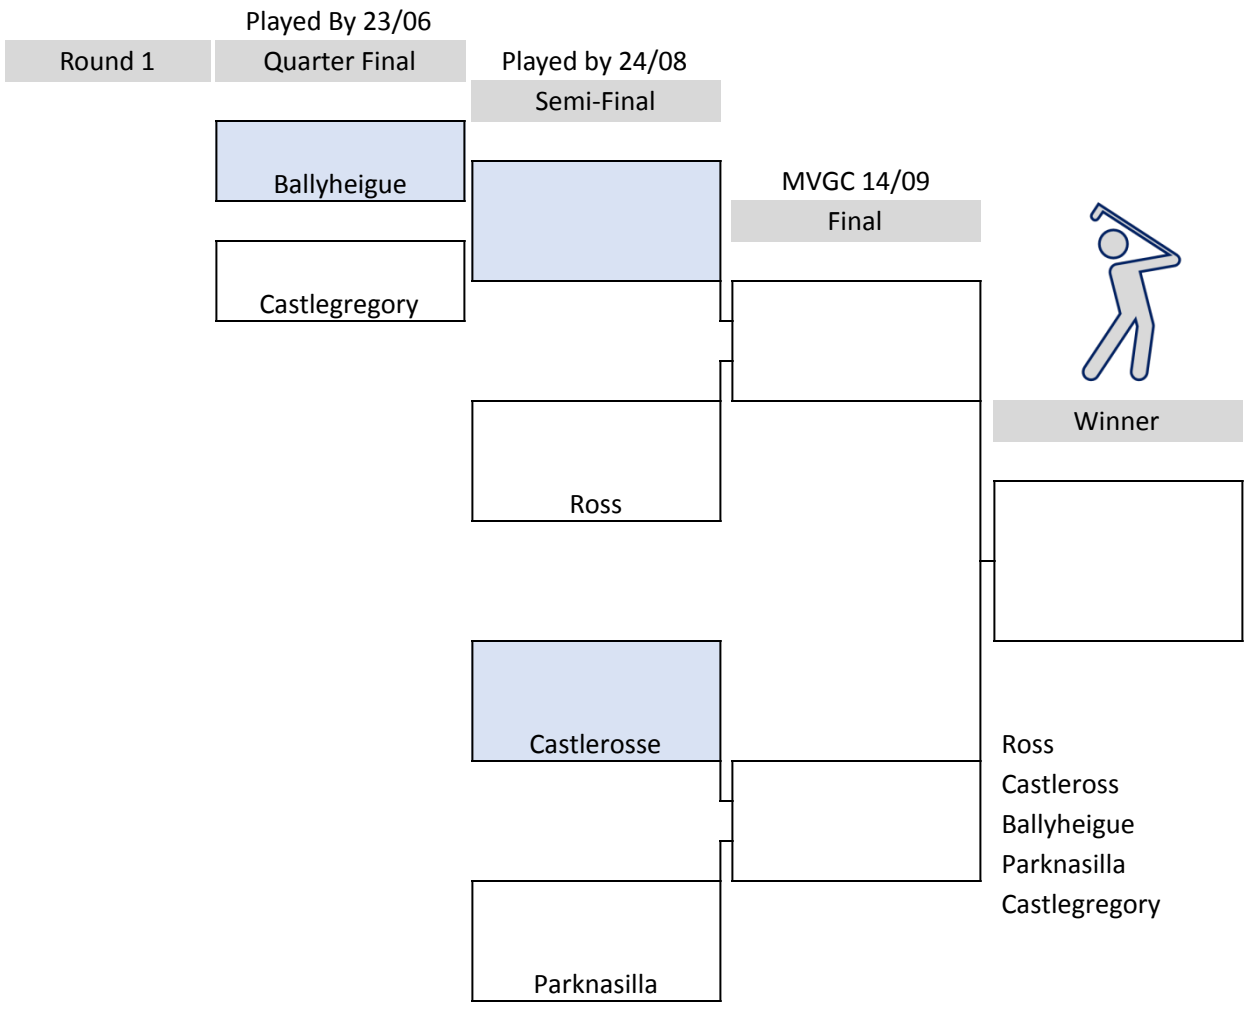 Played By 23/06
Round 1
Quarter Final
Played by 24/08
Semi-Final
Ballyheigue
MVGC 14/09
Final
Castlegregory
Winner
Ross
Castlerosse
Ross
Castleross
Ballyheigue
Parknasilla
Castlegregory
Parknasilla